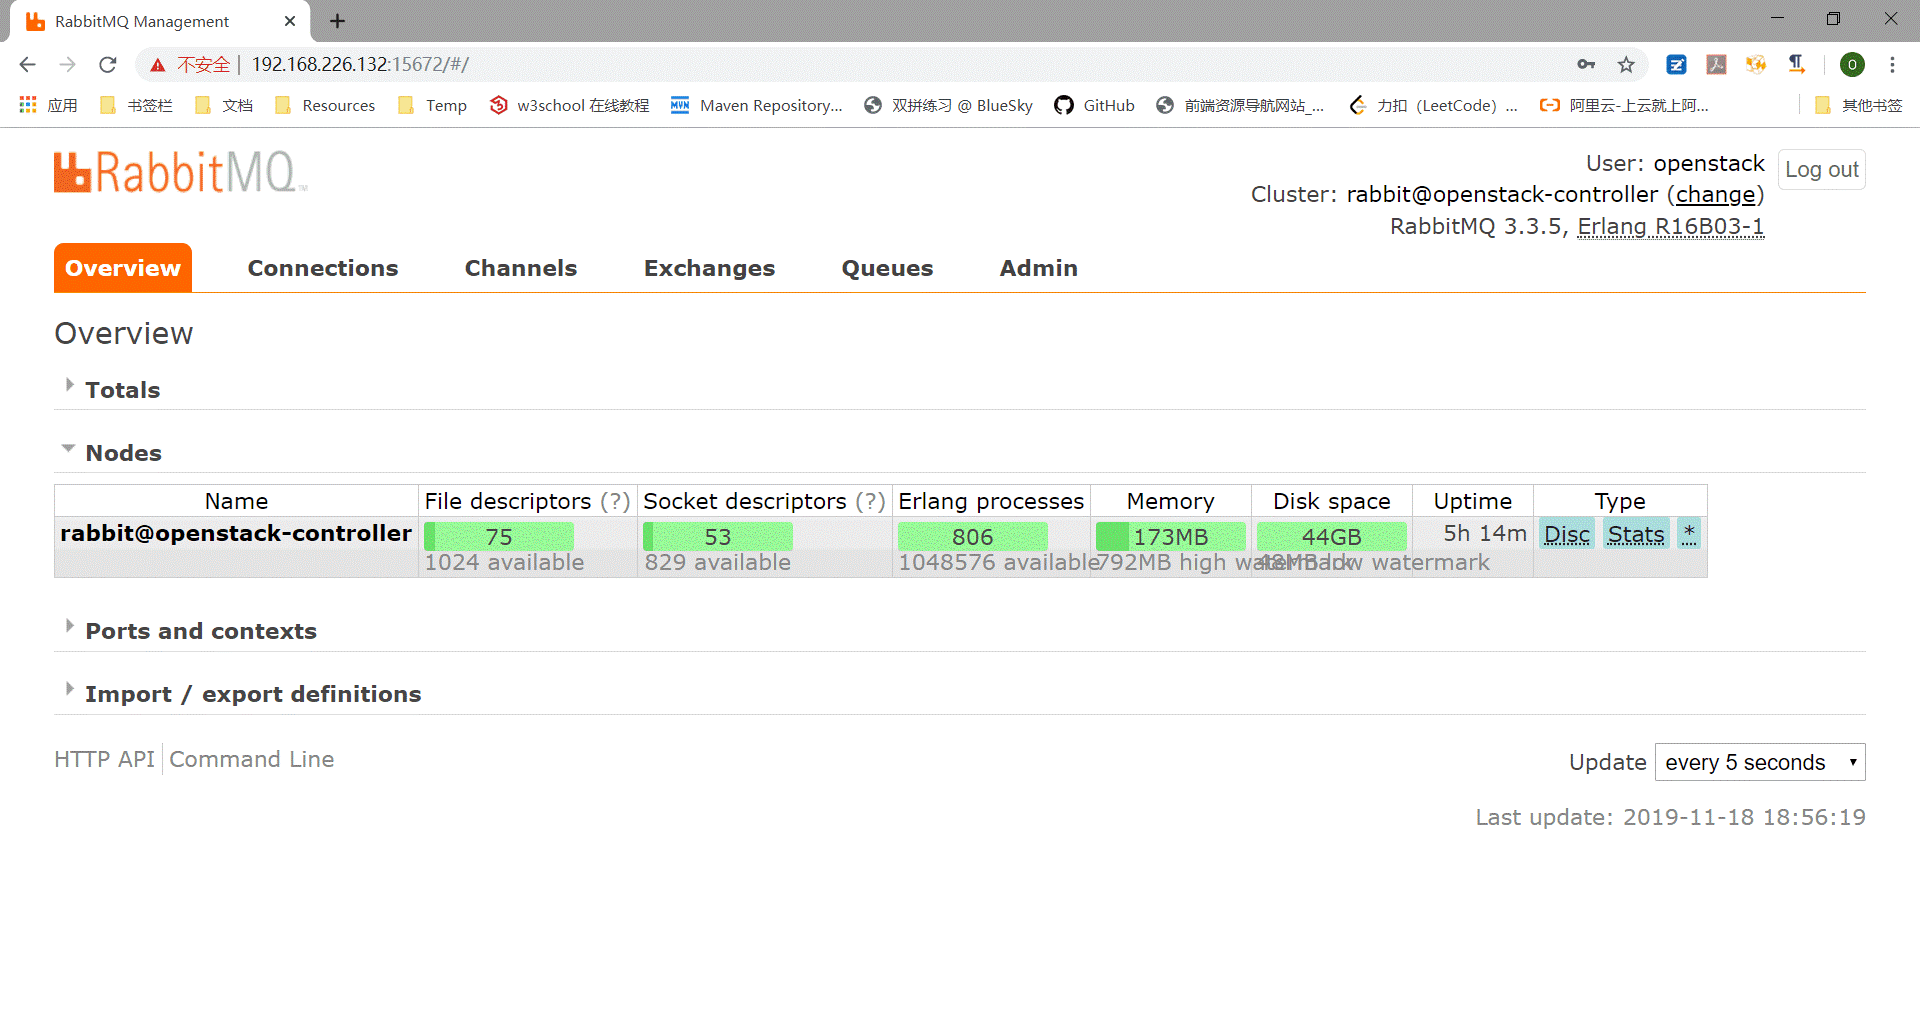 RabbitMQ Management
不安全 | 192.168.226.132:15672/#/
O
应用 书签栏 文档 Resources Temp w3school 在线教程 MVN Maven Repository... 双拼练习 @ BlueSky GitHub 前端资源导航网站_... 力扣（LeetCode）... 阿里云-上云就上阿... 其他书签
RabbitMQ™
User: openstack
Log out
Cluster: rabbit@openstack-controller (change)
RabbitMQ 3.3.5, Erlang R16B03-1
Overview Connections Channels Exchanges Queues Admin
Overview
Totals
Nodes
Name File descriptors (?) Socket descriptors (?) Erlang processes Memory Disk space Uptime Type
rabbit@openstack-controller 75 53 806 173MB 44GB 5h 14m Disc Stats *
1024 available 829 available 1048576 available 792MB high watermark 48MB low watermark
Ports and contexts
Import / export definitions
HTTP API Command Line
Update every 5 seconds
Last update: 2019-11-18 18:56:19